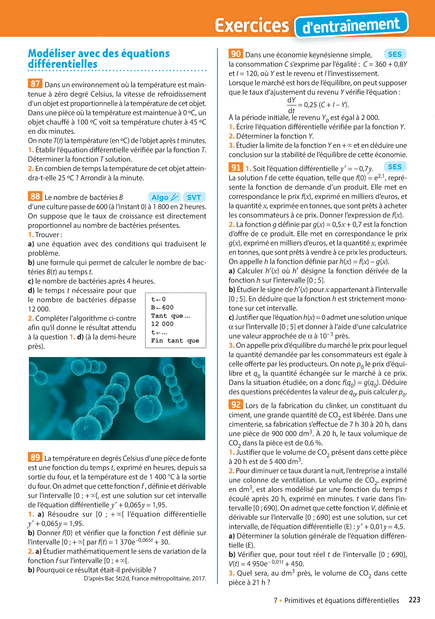 Exercices d'entraînement
Modéliser avec des équations
différentielles
87 Dans un environnement où la température est main-
tenue à zéro degré Celsius, la vitesse de refroidissement
d'un objet est proportionnelle à la température de cet objet.
Dans une pièce où la température est maintenue à 0 °C, un
objet chauffé à 100 °C voit sa température chuter à 45 °C
en dix minutes.
On note T(t) la température (en °C) de l'objet après t minutes.
1. Établir l'équation différentielle vérifiée par la fonction T.
Déterminer la fonction T solution.
2. En combien de temps la température de cet objet attein-
dra-t-elle 25 °C ? Arrondir à la minute.
88 Le nombre de bactéries B Algo SVT
d'une culture passe de 600 (à l'instant 0) à 1 800 en 2 heures.
On suppose que le taux de croissance est directement
proportionnel au nombre de bactéries présentes.
1. Trouver :
a) une équation avec des conditions qui traduisent le
problème.
b) une formule qui permet de calculer le nombre de bac-
téries B(t) au temps t.
c) le nombre de bactéries après 4 heures.
d) le temps t nécessaire pour que
le nombre de bactéries dépasse
12 000.
2. Compléter l'algorithme ci-contre
afin qu'il donne le résultat attendu
à la question 1. d) (à la demi-heure
près).
t←0
B←600
Tant que …
12 000
t←…
Fin tant que
89 La température en degrés Celsius d'une pièce de fonte
est une fonction du temps t, exprimé en heures, depuis sa
sortie du four, et la température est de 1 400 °C à la sortie
du four. On admet que cette fonction f, définie et dérivable
sur l'intervalle [0 ; +∞[, est une solution sur cet intervalle
de l'équation différentielle y' + 0,065y = 1,95.
1. a) Résoudre sur [0 ; +∞[ l'équation différentielle
y' + 0,065y = 1,95.
b) Donner f(0) et vérifier que la fonction f est définie sur
l'intervalle [0 ; +∞[ par f(t) = 1 370e⁻⁰,⁰⁶⁵ᵗ + 30.
2. a) Étudier mathématiquement le sens de variation de la
fonction f sur l'intervalle [0 ; +∞[.
b) Pourquoi ce résultat était-il prévisible ?
D'après Bac Sti2d, France métropolitaine, 2017.
90 Dans une économie keynésienne simple, SES
la consommation C s'exprime par l'égalité : C = 360 + 0,8Y
et I = 120, où Y est le revenu et I l'investissement.
Lorsque le marché est hors de l'équilibre, on peut supposer
que le taux d'ajustement du revenu Y vérifie l'équation :
dY/dt = 0,25 (C + I – Y).
À la période initiale, le revenu Y₀ est égal à 2 000.
1. Écrire l'équation différentielle vérifiée par la fonction Y.
2. Déterminer la fonction Y.
3. Étudier la limite de la fonction Y en +∞ et en déduire une
conclusion sur la stabilité de l'équilibre de cette économie.
91 1. Soit l'équation différentielle y' = –0,7y. SES
La solution f de cette équation, telle que f(0) = e²,¹, repré-
sente la fonction de demande d'un produit. Elle met en
correspondance le prix f(x), exprimé en milliers d'euros, et
la quantité x, exprimée en tonnes, que sont prêts à acheter
les consommateurs à ce prix. Donner l'expression de f(x).
2. La fonction g définie par g(x) = 0,5x + 0,7 est la fonction
d'offre de ce produit. Elle met en correspondance le prix
g(x), exprimé en milliers d'euros, et la quantité x, exprimée
en tonnes, que sont prêts à vendre à ce prix les producteurs.
On appelle h la fonction définie par h(x) = f(x) – g(x).
a) Calculer h'(x) où h' désigne la fonction dérivée de la
fonction h sur l'intervalle [0 ; 5].
b) Étudier le signe de h'(x) pour x appartenant à l'intervalle
[0 ; 5]. En déduire que la fonction h est strictement mono-
tone sur cet intervalle.
c) Justifier que l'équation h(x) = 0 admet une solution unique
α sur l'intervalle [0 ; 5] et donner à l'aide d'une calculatrice
une valeur approchée de α à 10⁻³ près.
3. On appelle prix d'équilibre du marché le prix pour lequel
la quantité demandée par les consommateurs est égale à
celle offerte par les producteurs. On note p₀ le prix d'équi-
libre et q₀ la quantité échangée sur le marché à ce prix.
Dans la situation étudiée, on a donc f(q₀) = g(q₀). Déduire
des questions précédentes la valeur de q₀, puis calculer p₀.
92 Lors de la fabrication du clinker, un constituant du
ciment, une grande quantité de CO₂ est libérée. Dans une
cimenterie, sa fabrication s'effectue de 7 h 30 à 20 h, dans
une pièce de 900 000 dm³. À 20 h, le taux volumique de
CO₂ dans la pièce est de 0,6 %.
1. Justifier que le volume de CO₂ présent dans cette pièce
à 20 h est de 5 400 dm³.
2. Pour diminuer ce taux durant la nuit, l'entreprise a installé
une colonne de ventilation. Le volume de CO₂, exprimé
en dm³, est alors modélisé par une fonction du temps t
écoulé après 20 h, exprimé en minutes. t varie dans l'in-
tervalle [0 ; 690]. On admet que cette fonction V, définie et
dérivable sur l'intervalle [0 ; 690] est une solution, sur cet
intervalle, de l'équation différentielle (E) : y' + 0,01y = 4,5.
a) Déterminer la solution générale de l'équation différen-
tielle (E).
b) Vérifier que, pour tout réel t de l'intervalle [0 ; 690],
V(t) = 4 950e⁻⁰,⁰¹ᵗ + 450.
3. Quel sera, au dm³ près, le volume de CO₂ dans cette
pièce à 21 h ?
7 • Primitives et équations différentielles 223